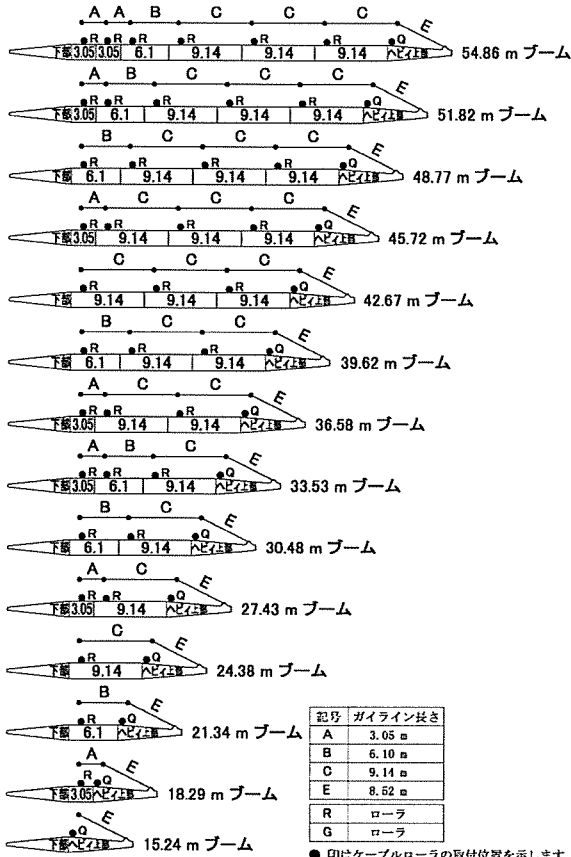 A A B C C C E
R R R R R R Q
下部 3.05 3.05 6.1 9.14 9.14 9.14 ヘビィ上部 54.86 m ブーム
A B C C C E
R R R R R Q
下部 3.05 6.1 9.14 9.14 9.14 ヘビィ上部 51.82 m ブーム
B C C C E
R R R R Q
下部 6.1 9.14 9.14 9.14 ヘビィ上部 48.77 m ブーム
A C C C E
R R R R Q
下部 3.05 9.14 9.14 9.14 ヘビィ上部 45.72 m ブーム
C C C E
R R R Q
下部 9.14 9.14 9.14 ヘビィ上部 42.67 m ブーム
B C C E
R R R Q
下部 6.1 9.14 9.14 ヘビィ上部 39.62 m ブーム
A C C E
R R R Q
下部 3.05 9.14 9.14 ヘビィ上部 36.58 m ブーム
A B C E
R R R Q
下部 3.05 6.1 9.14 ヘビィ上部 33.53 m ブーム
B C E
R R Q
下部 6.1 9.14 ヘビィ上部 30.48 m ブーム
A C E
R R Q
下部 3.05 9.14 ヘビィ上部 27.43 m ブーム
C E
R Q
下部 9.14 ヘビィ上部 24.38 m ブーム
B E
R Q
下部 6.1 ヘビィ上部 21.34 m ブーム
A E
R Q
下部 3.05 ヘビィ上部 18.29 m ブーム
E
Q
下部 ヘビィ上部 15.24 m ブーム
記号 ガイライン長さ
A 3.05 m
B 6.10 m
C 9.14 m
E 8.52 m
R ローラ
G ローラ
● 印はケーブルローラの取付位置を示します